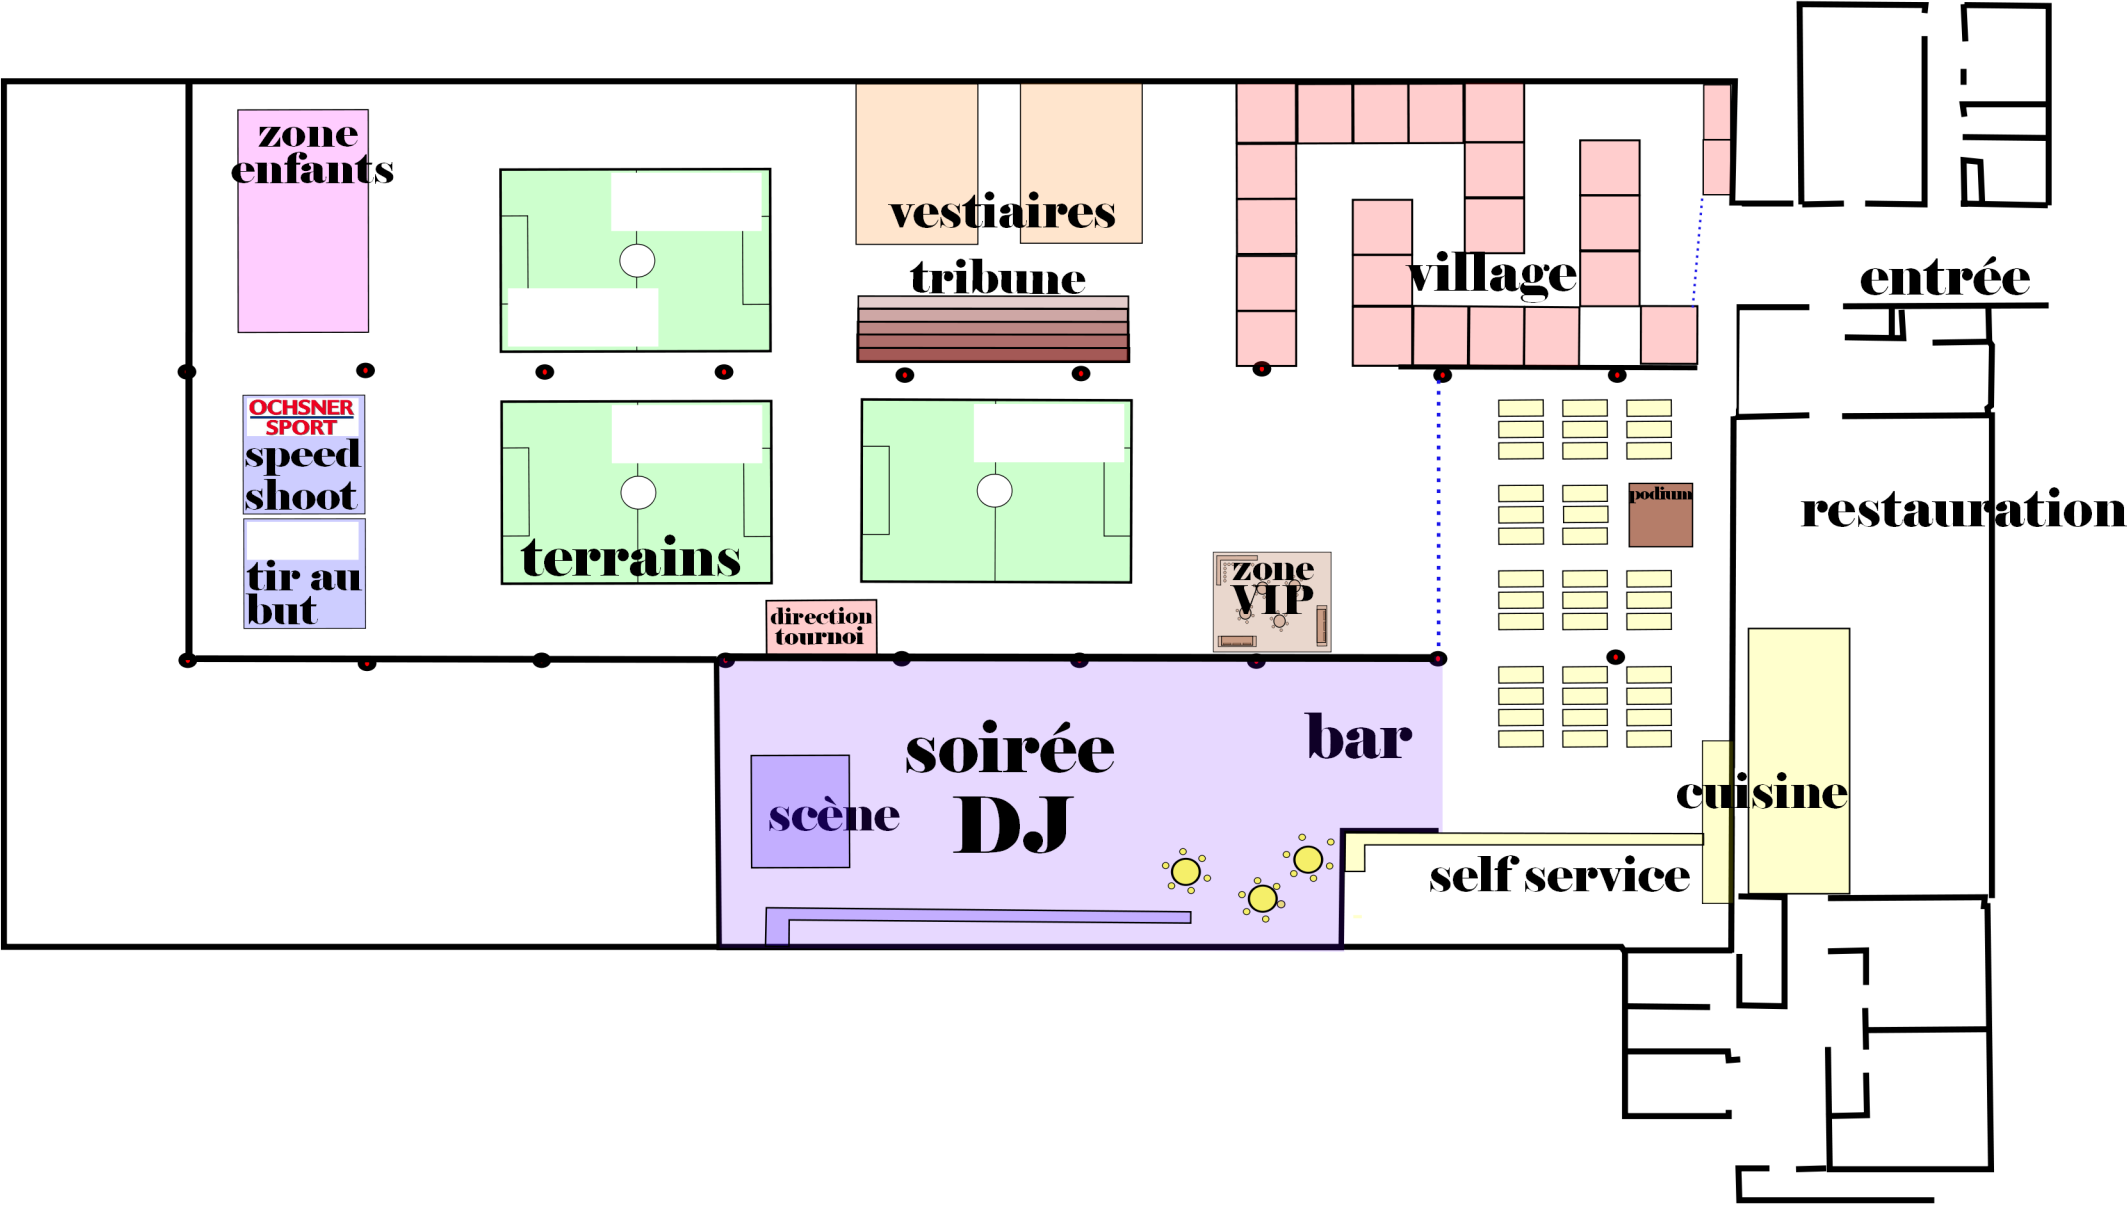 zone
enfants
vestiaires
tribune
village
entrée
OCHSNER
SPORT
speed
shoot
tir au
but
terrains
direction
tournoi
zone
VIP
podium
restauration
soirée
DJ
bar
scène
cuisine
self service